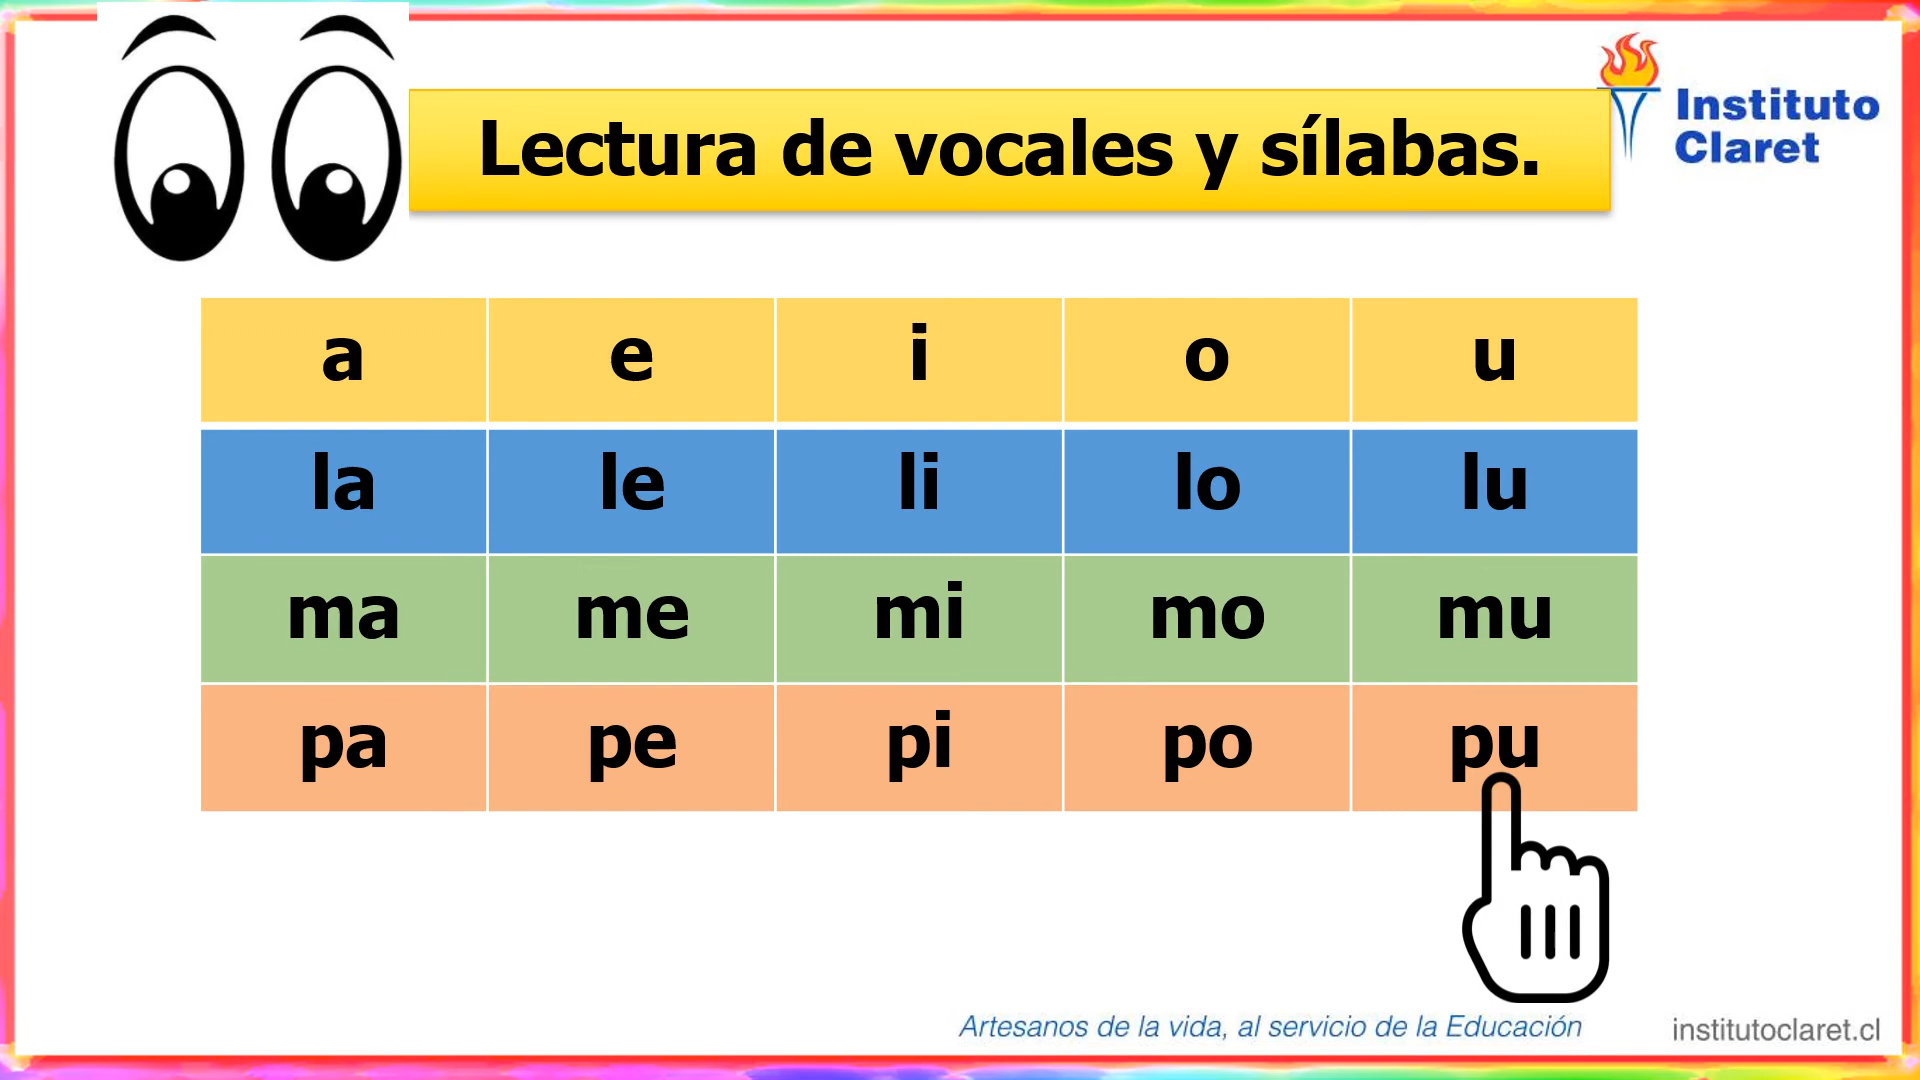 Lectura de vocales y sílabas.
Instituto
Claret
a e i o u
la le li lo lu
ma me mi mo mu
pa pe pi po pu
Artesanos de la vida, al servicio de la Educación
institutoclaret.cl